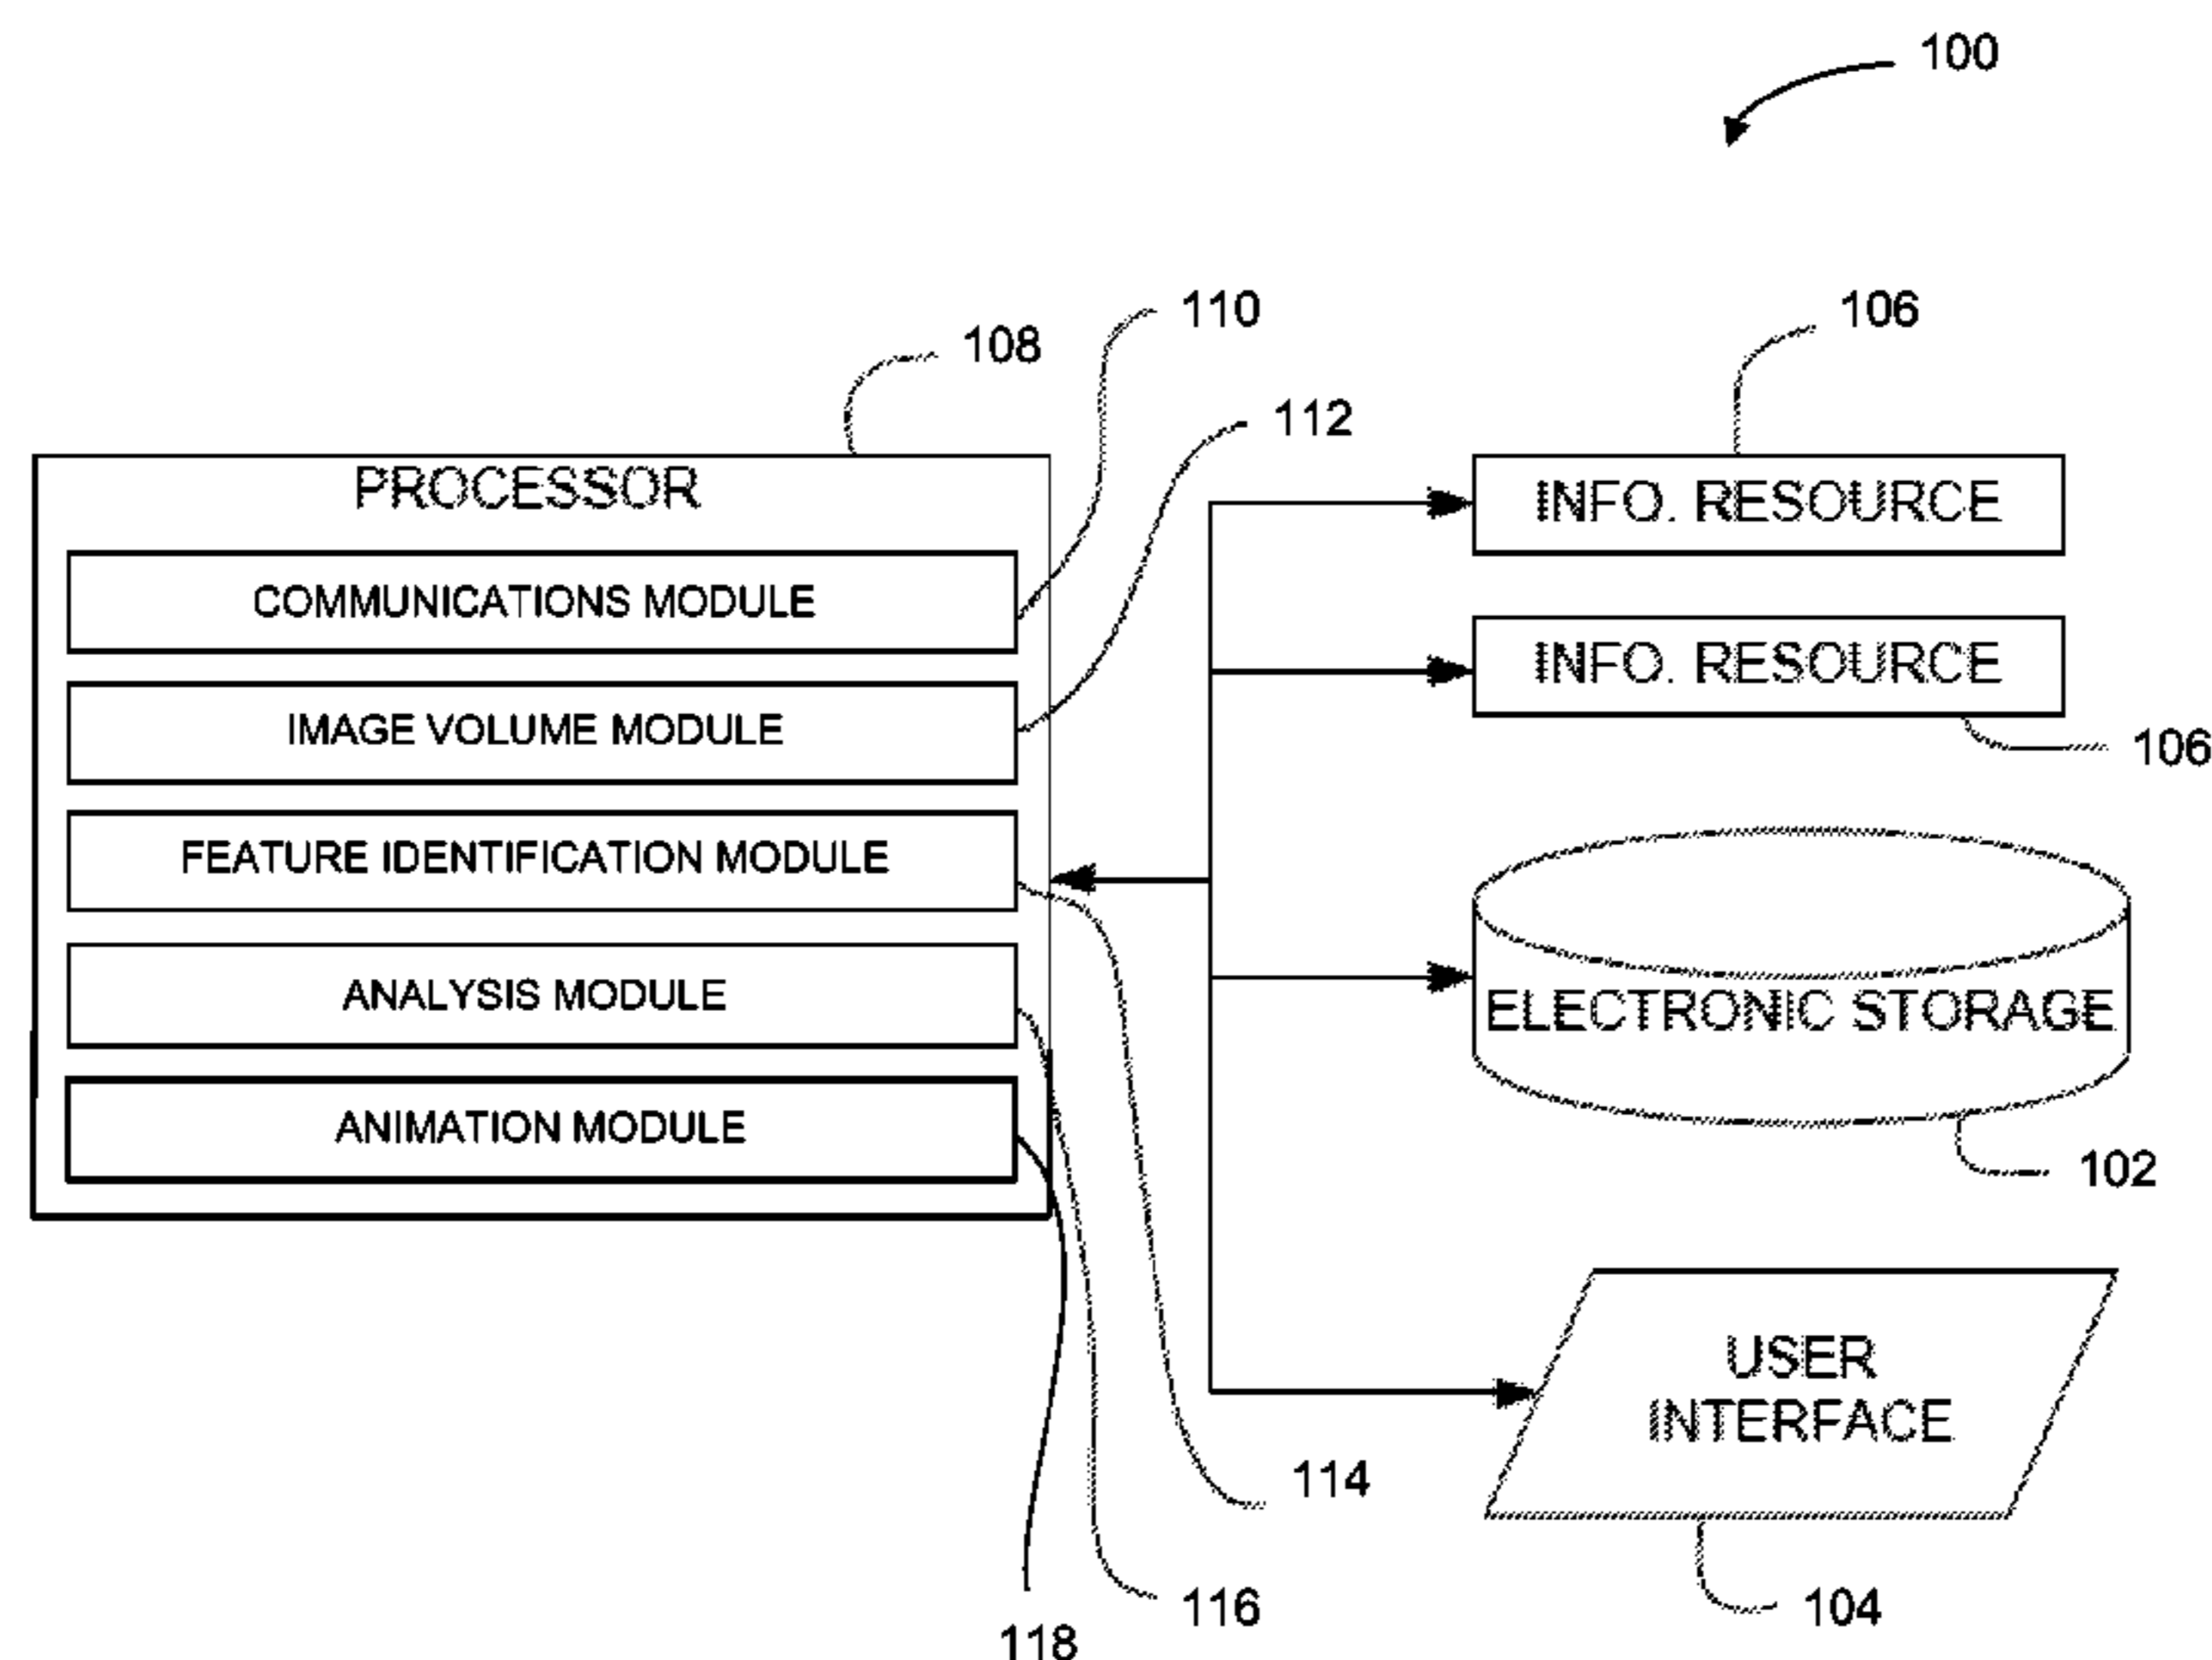 100
110
106
108
112
PROCESSOR
INFO. RESOURCE
COMMUNICATIONS MODULE
INFO. RESOURCE
IMAGE VOLUME MODULE
106
FEATURE IDENTIFICATION MODULE
ANALYSIS MODULE
ELECTRONIC STORAGE
ANIMATION MODULE
102
USER
INTERFACE
114
116
104
118